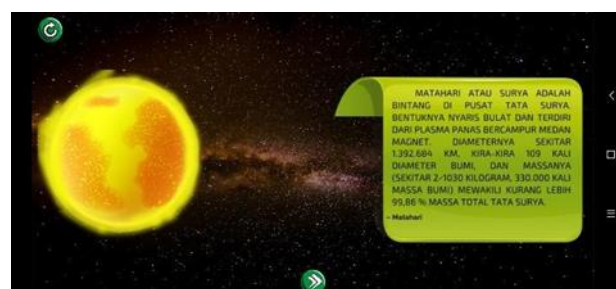 MATAHARI ATAU SURYA ADALAH
BINTANG DI PUSAT TATA SURYA.
BENTUKNYA NYARIS BULAT DAN TERDIRI
DARI PLASMA PANAS BERCAMPUR MEDAN
MAGNET. DIAMETERNYA SEKITAR
1.392.684 KM, KIRA-KIRA 109 KALI
DIAMETER BUMI, DAN MASSANYA
(SEKITAR 2×1030 KILOGRAM, 330.000 KALI
MASSA BUMI) MEWAKILI KURANG LEBIH
99,86 % MASSA TOTAL TATA SURYA.
- Matahari